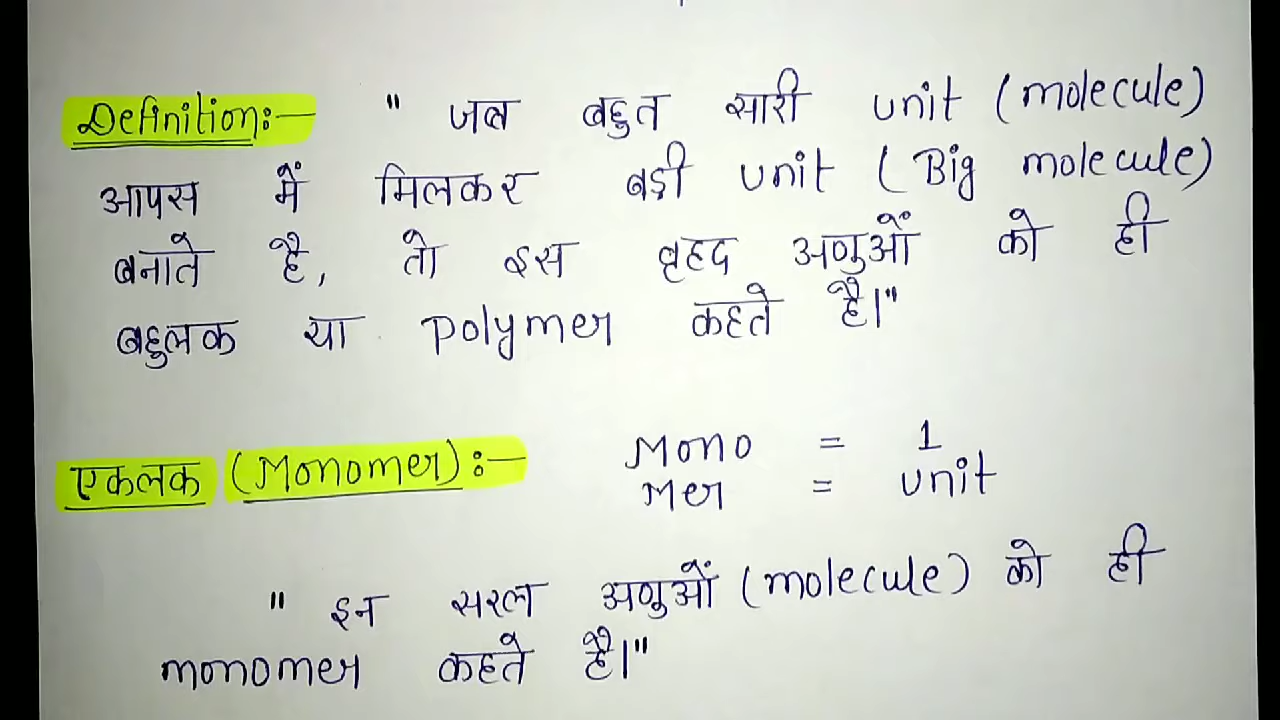 Definition:— " जब बहुत सारी unit (molecule)
आपस में मिलकर बड़ी unit (Big molecule)
बनाते है, तो इस वृहद अणुओं को ही
बहुलक या polymer कहते है।"
एकलक (Monomer):— Mono = 1
Mer = unit
" इन सरल अणुओं (molecule) को ही
monomer कहते है।"